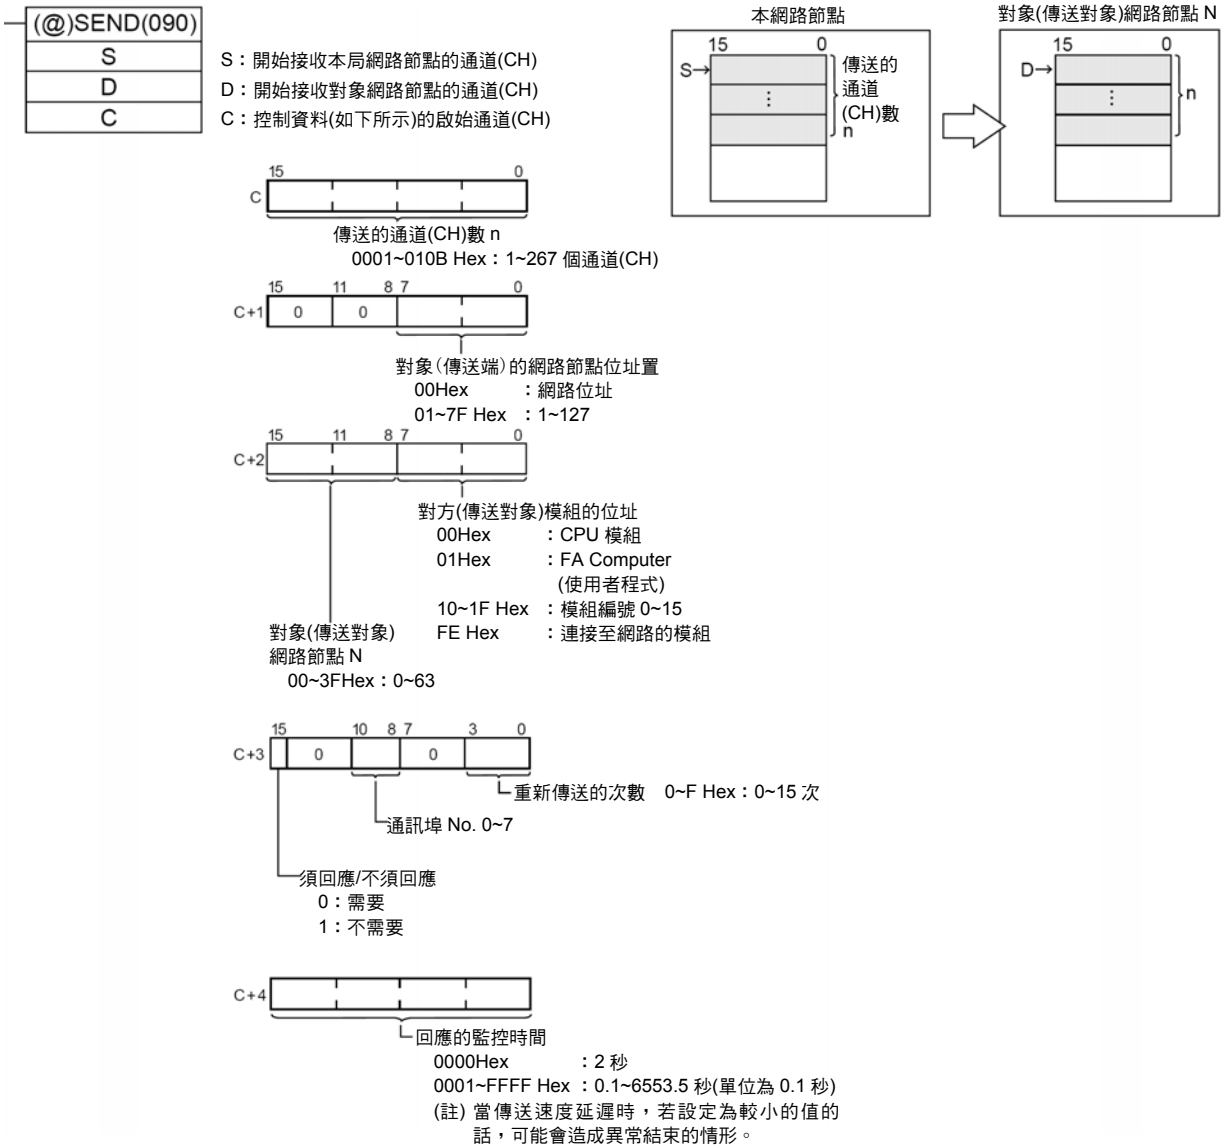 (@)SEND(090)
S
D
C
S：開始接收本局網路節點的通道(CH)
D：開始接收對象網路節點的通道(CH)
C：控制資料(如下所示)的啟始通道(CH)
本網路節點
15 0
S→
⋮
傳送的
通道
(CH)數
n
對象(傳送對象)網路節點 N
15 0
D→
⋮
n
15 0
C
傳送的通道(CH)數 n
0001~010B Hex：1~267 個通道(CH)
15 11 8 7 0
C+1 0 0
對象(傳送端)的網路節點位址置
00Hex ：網路位址
01~7F Hex ：1~127
15 11 8 7 0
C+2
對方(傳送對象)模組的位址
00Hex ：CPU 模組
01Hex ：FA Computer
(使用者程式)
10~1F Hex ：模組編號 0~15
FE Hex ：連接至網路的模組
對象(傳送對象)
網路節點 N
00~3FHex：0~63
15 10 8 7 3 0
C+3 0 0
重新傳送的次數 0~F Hex：0~15 次
通訊埠 No. 0~7
須回應/不須回應
0：需要
1：不需要
C+4
回應的監控時間
0000Hex ：2 秒
0001~FFFF Hex ：0.1~6553.5 秒(單位為 0.1 秒)
(註) 當傳送速度延遲時，若設定為較小的值的
話，可能會造成異常結束的情形。